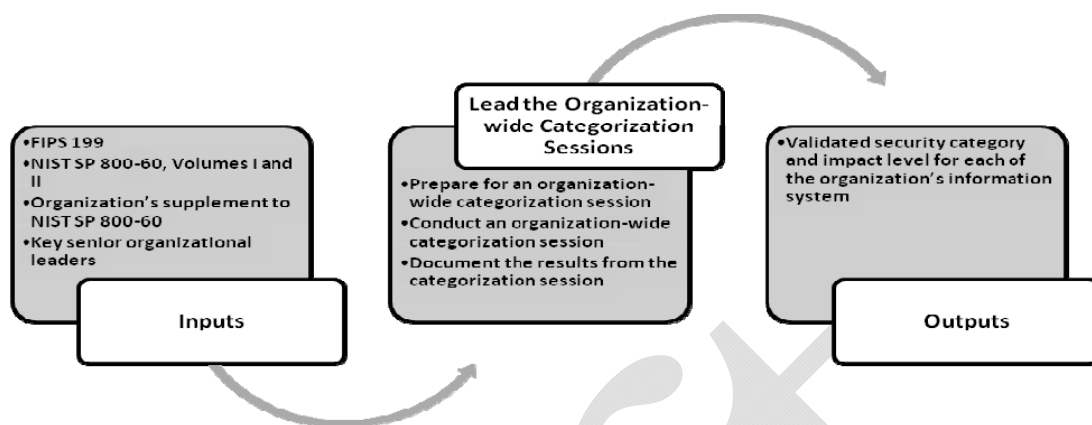 •FIPS 199
•NIST SP 800-60, Volumes I and
II
•Organization's supplement to
NIST SP 800-60
•Key senior organizational
leaders
Inputs
Lead the Organization-
wide Categorization
Sessions
•Prepare for an organization-
wide categorization session
•Conduct an organization-wide
categorization session
•Document the results from the
categorization session
•Validated security category
and impact level for each of
the organization's information
system
Outputs